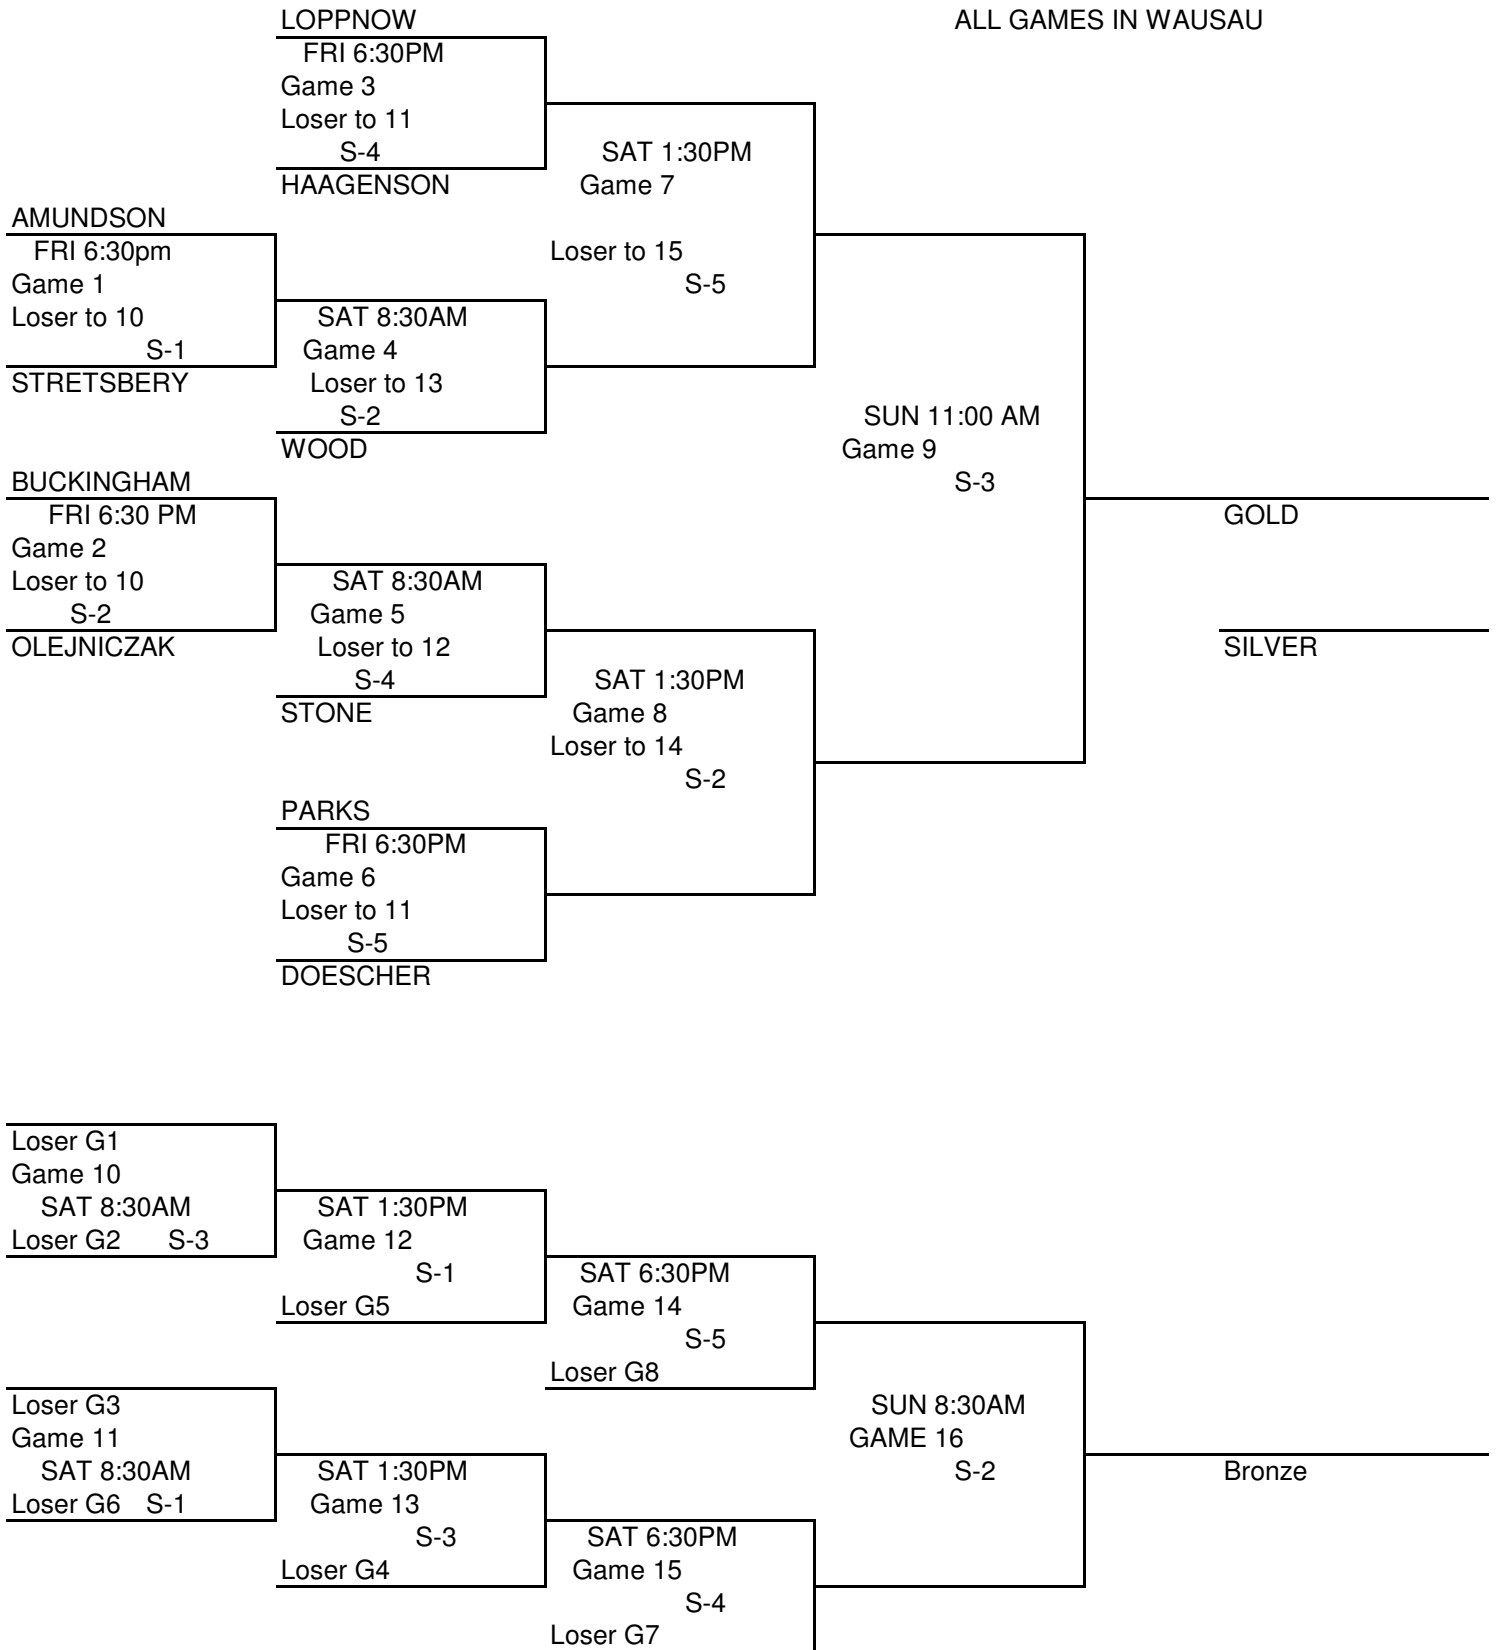 LOPPNOW ALL GAMES IN WAUSAU
FRI 6:30PM
Game 3
Loser to 11
S-4 SAT 1:30PM
HAAGENSON Game 7
AMUNDSON
FRI 6:30pm Loser to 15
Game 1 S-5
Loser to 10 SAT 8:30AM
S-1 Game 4
STRETSBERY Loser to 13
S-2 SUN 11:00 AM
WOOD Game 9
BUCKINGHAM S-3
FRI 6:30 PM GOLD
Game 2
Loser to 10 SAT 8:30AM
S-2 Game 5
OLEJNICZAK Loser to 12 SILVER
S-4 SAT 1:30PM
STONE Game 8
Loser to 14
S-2
PARKS
FRI 6:30PM
Game 6
Loser to 11
S-5
DOESCHER
Loser G1
Game 10
SAT 8:30AM SAT 1:30PM
Loser G2 S-3 Game 12
S-1 SAT 6:30PM
Loser G5 Game 14
S-5
Loser G8
Loser G3 SUN 8:30AM
Game 11 GAME 16
SAT 8:30AM SAT 1:30PM S-2 Bronze
Loser G6 S-1 Game 13
S-3 SAT 6:30PM
Loser G4 Game 15
S-4
Loser G7